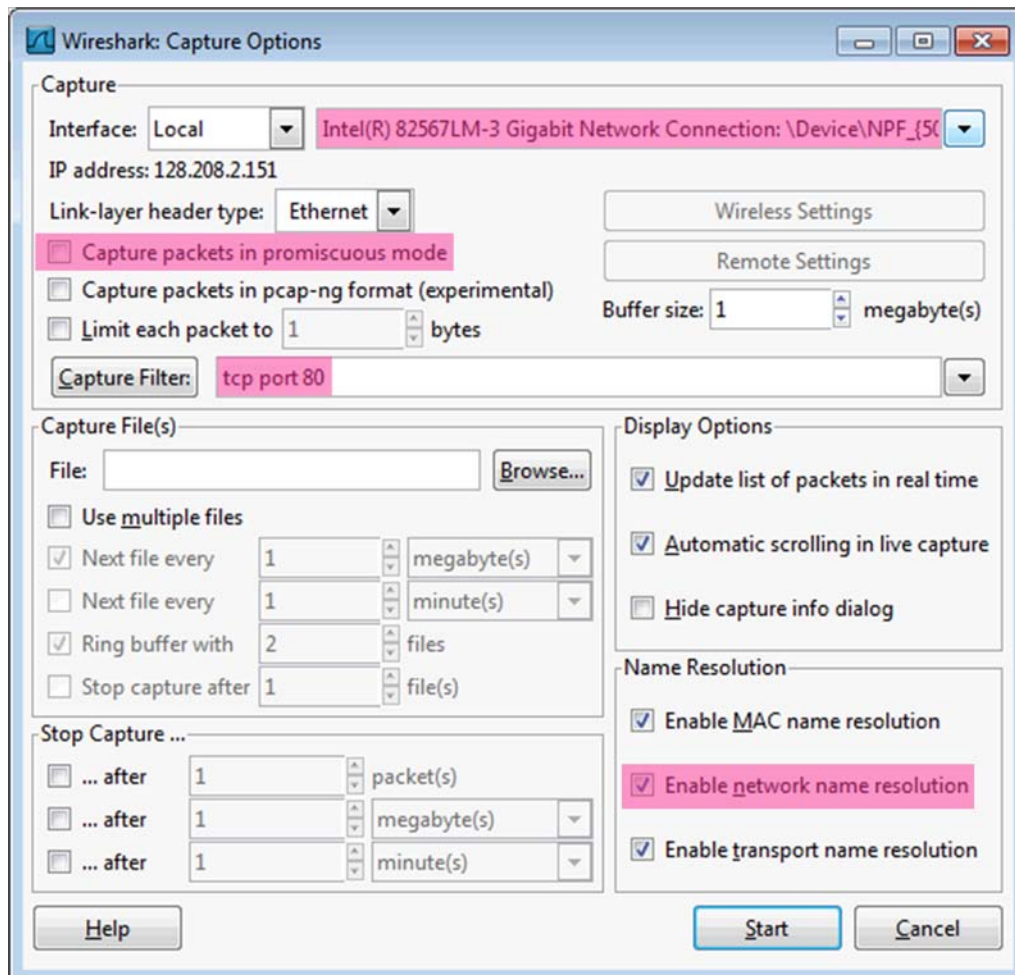 Wireshark: Capture Options
Capture
Interface: Local Intel(R) 82567LM-3 Gigabit Network Connection: \Device\NPF_{50
IP address: 128.208.2.151
Link-layer header type: Ethernet
Wireless Settings
Capture packets in promiscuous mode
Remote Settings
Capture packets in pcap-ng format (experimental)
Buffer size: 1 megabyte(s)
Limit each packet to 1 bytes
Capture Filter: tcp port 80
Capture File(s)
File: Browse...
Use multiple files
Next file every 1 megabyte(s)
Next file every 1 minute(s)
Ring buffer with 2 files
Stop capture after 1 file(s)
Stop Capture ...
... after 1 packet(s)
... after 1 megabyte(s)
... after 1 minute(s)
Display Options
Update list of packets in real time
Automatic scrolling in live capture
Hide capture info dialog
Name Resolution
Enable MAC name resolution
Enable network name resolution
Enable transport name resolution
Help
Start
Cancel